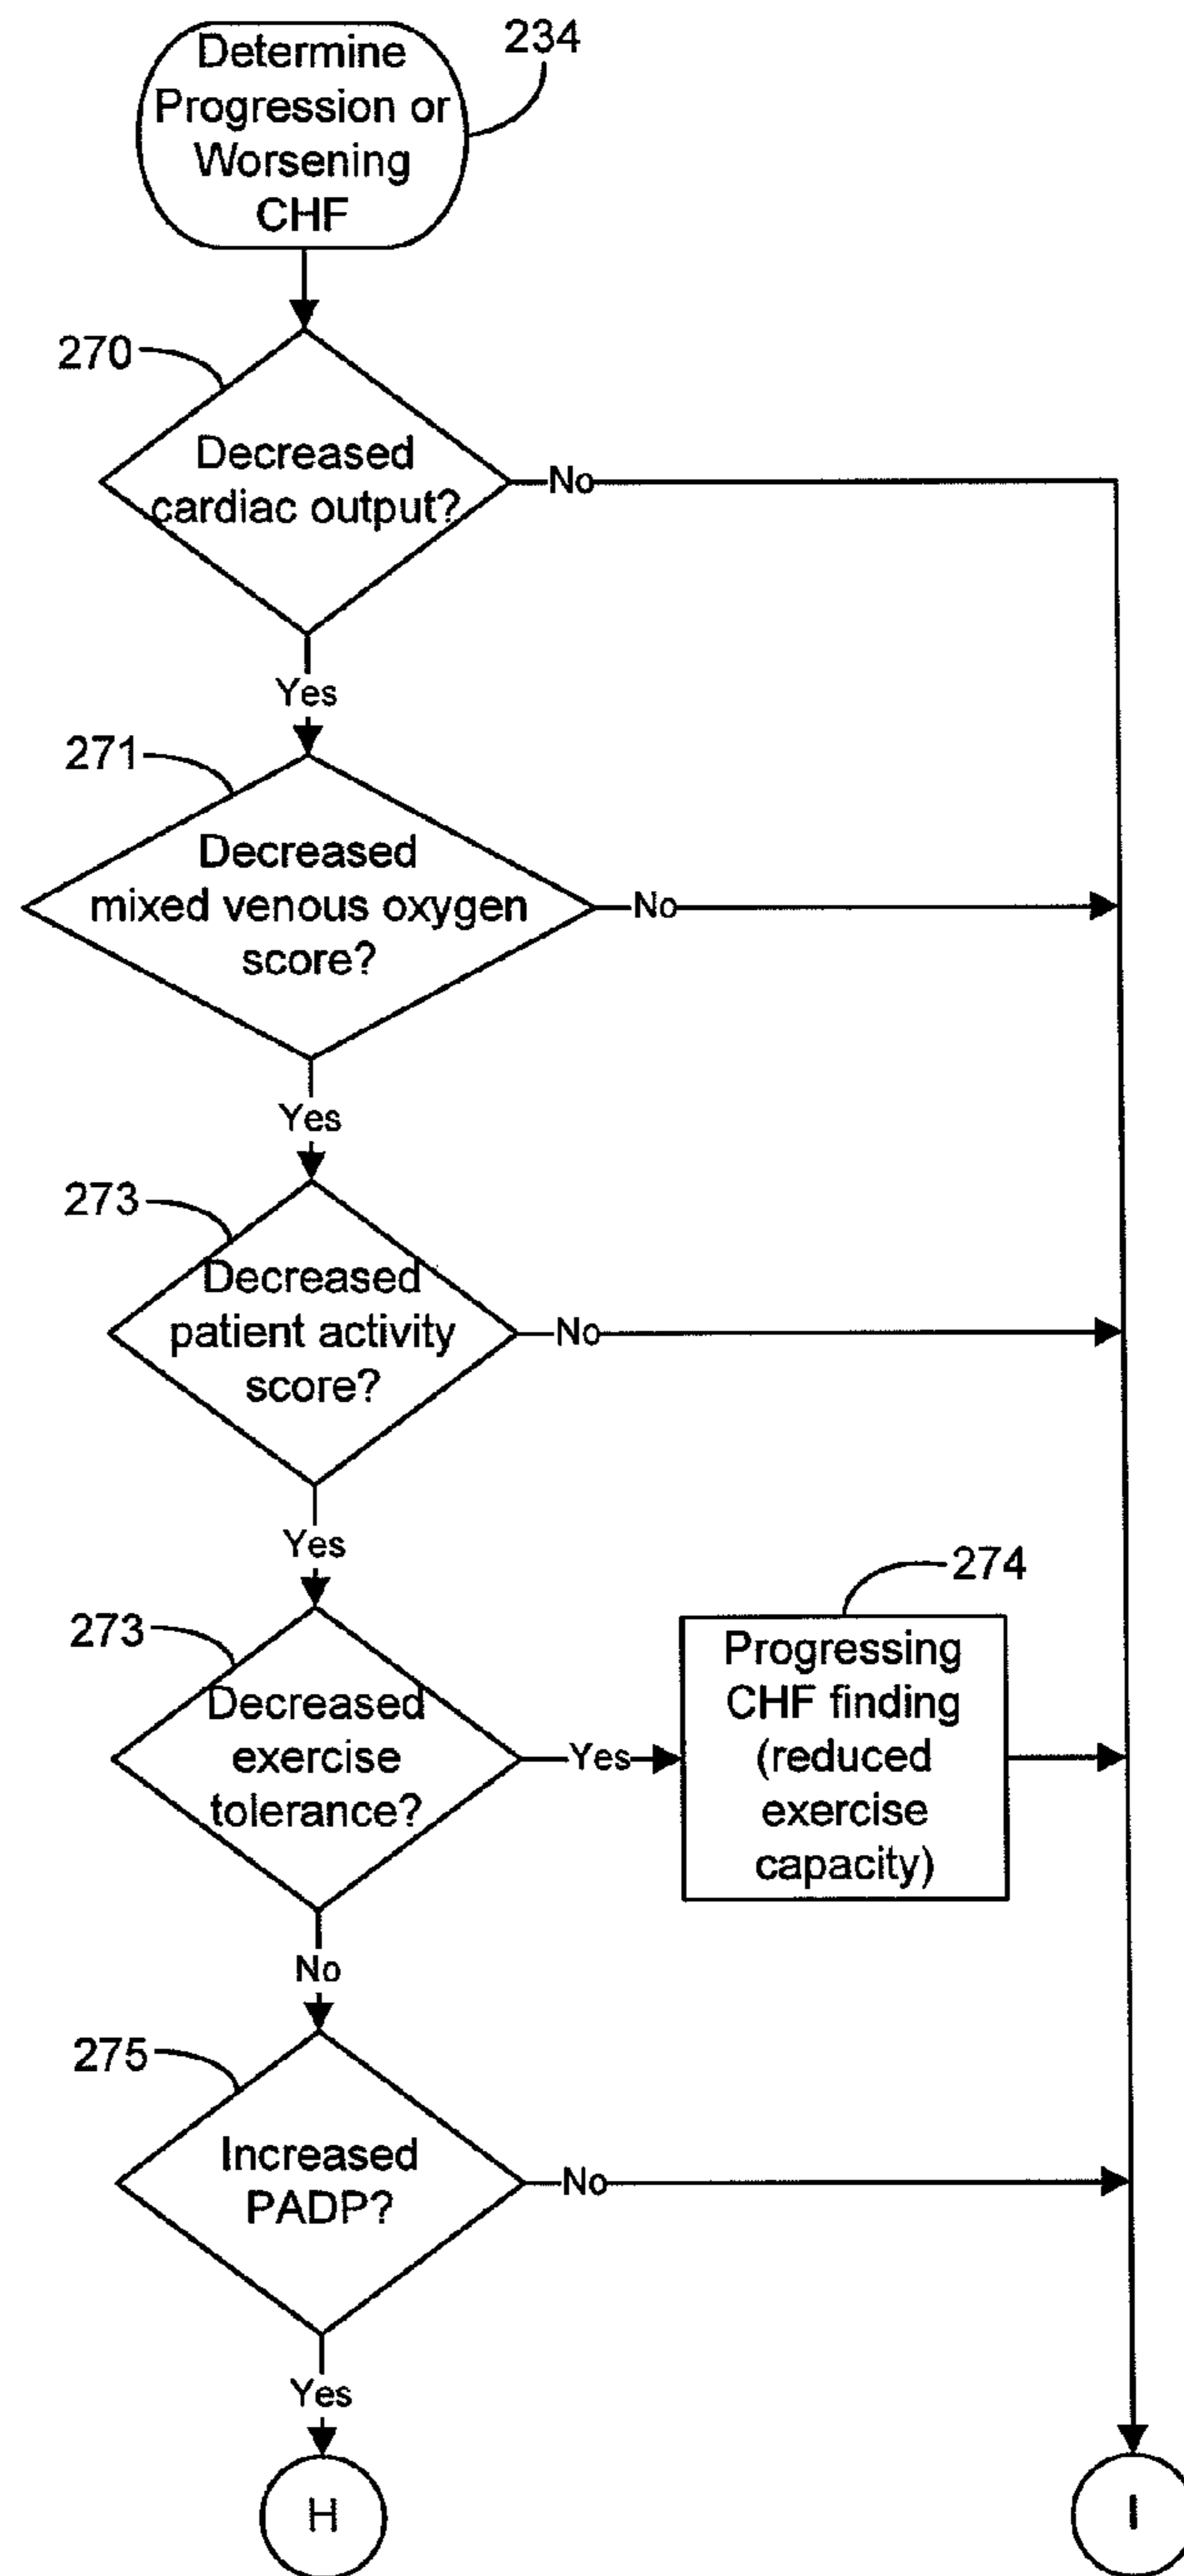 234
Determine
Progression or
Worsening
CHF
270
Decreased
cardiac output?
No
Yes
271
Decreased
mixed venous oxygen
score?
No
Yes
273
Decreased
patient activity
score?
No
Yes
273
Decreased
exercise
tolerance?
Yes
274
Progressing
CHF finding
(reduced
exercise
capacity)
No
275
Increased
PADP?
No
Yes
H
I